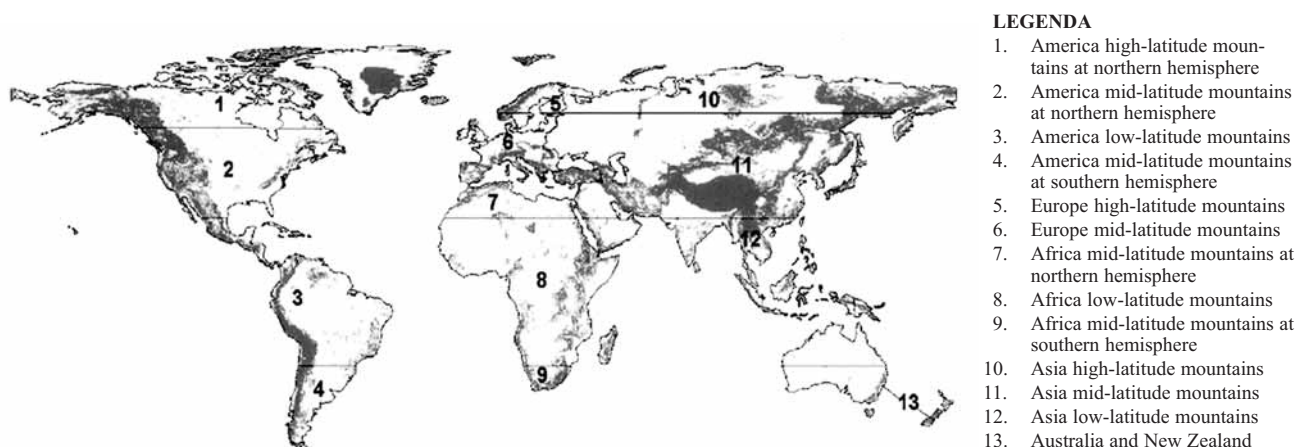 1
10
5
6
2
11
7
12
8
3
9
4
13
LEGENDA
1. America high-latitude moun-
tains at northern hemisphere
2. America mid-latitude mountains
at northern hemisphere
3. America low-latitude mountains
4. America mid-latitude mountains
at southern hemisphere
5. Europe high-latitude mountains
6. Europe mid-latitude mountains
7. Africa mid-latitude mountains at
northern hemisphere
8. Africa low-latitude mountains
9. Africa mid-latitude mountains at
southern hemisphere
10. Asia high-latitude mountains
11. Asia mid-latitude mountains
12. Asia low-latitude mountains
13. Australia and New Zealand